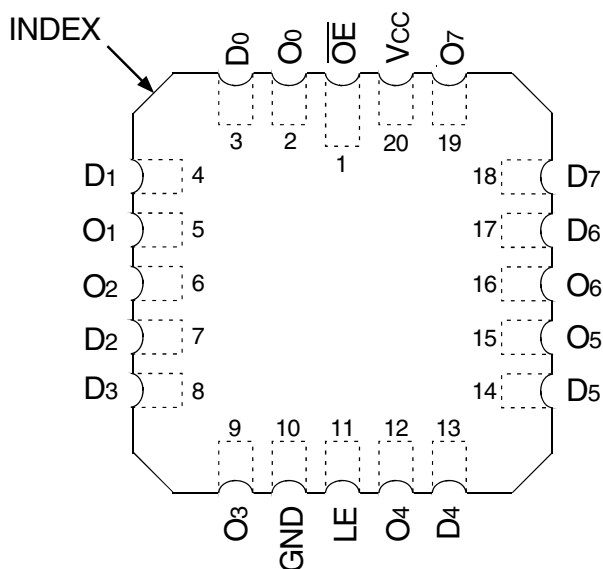 INDEX
D0 O0 O̅E̅ VCC O7
3 2 1 20 19
D1 4 18 D7
O1 5 17 D6
O2 6 16 O6
D2 7 15 O5
D3 8 14 D5
9 10 11 12 13
O3 GND LE O4 D4